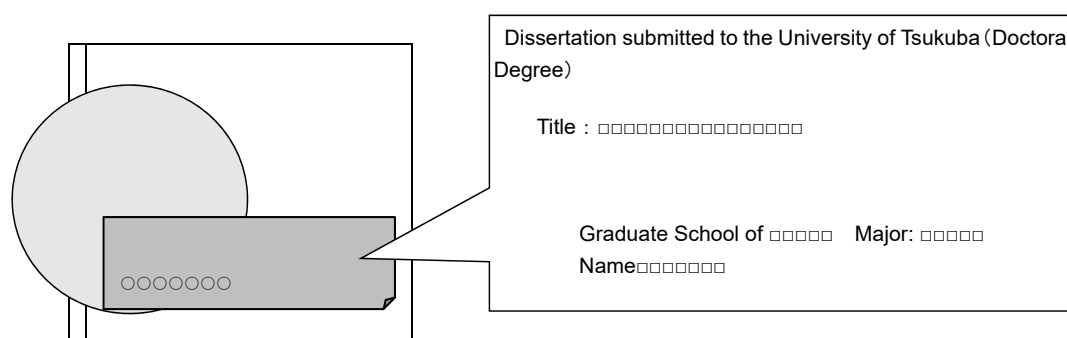 Dissertation submitted to the University of Tsukuba（Doctora
Degree）
Title：□□□□□□□□□□□□□□□□
Graduate School of □□□□□　Major: □□□□□
Name□□□□□□□
○○○○○○○